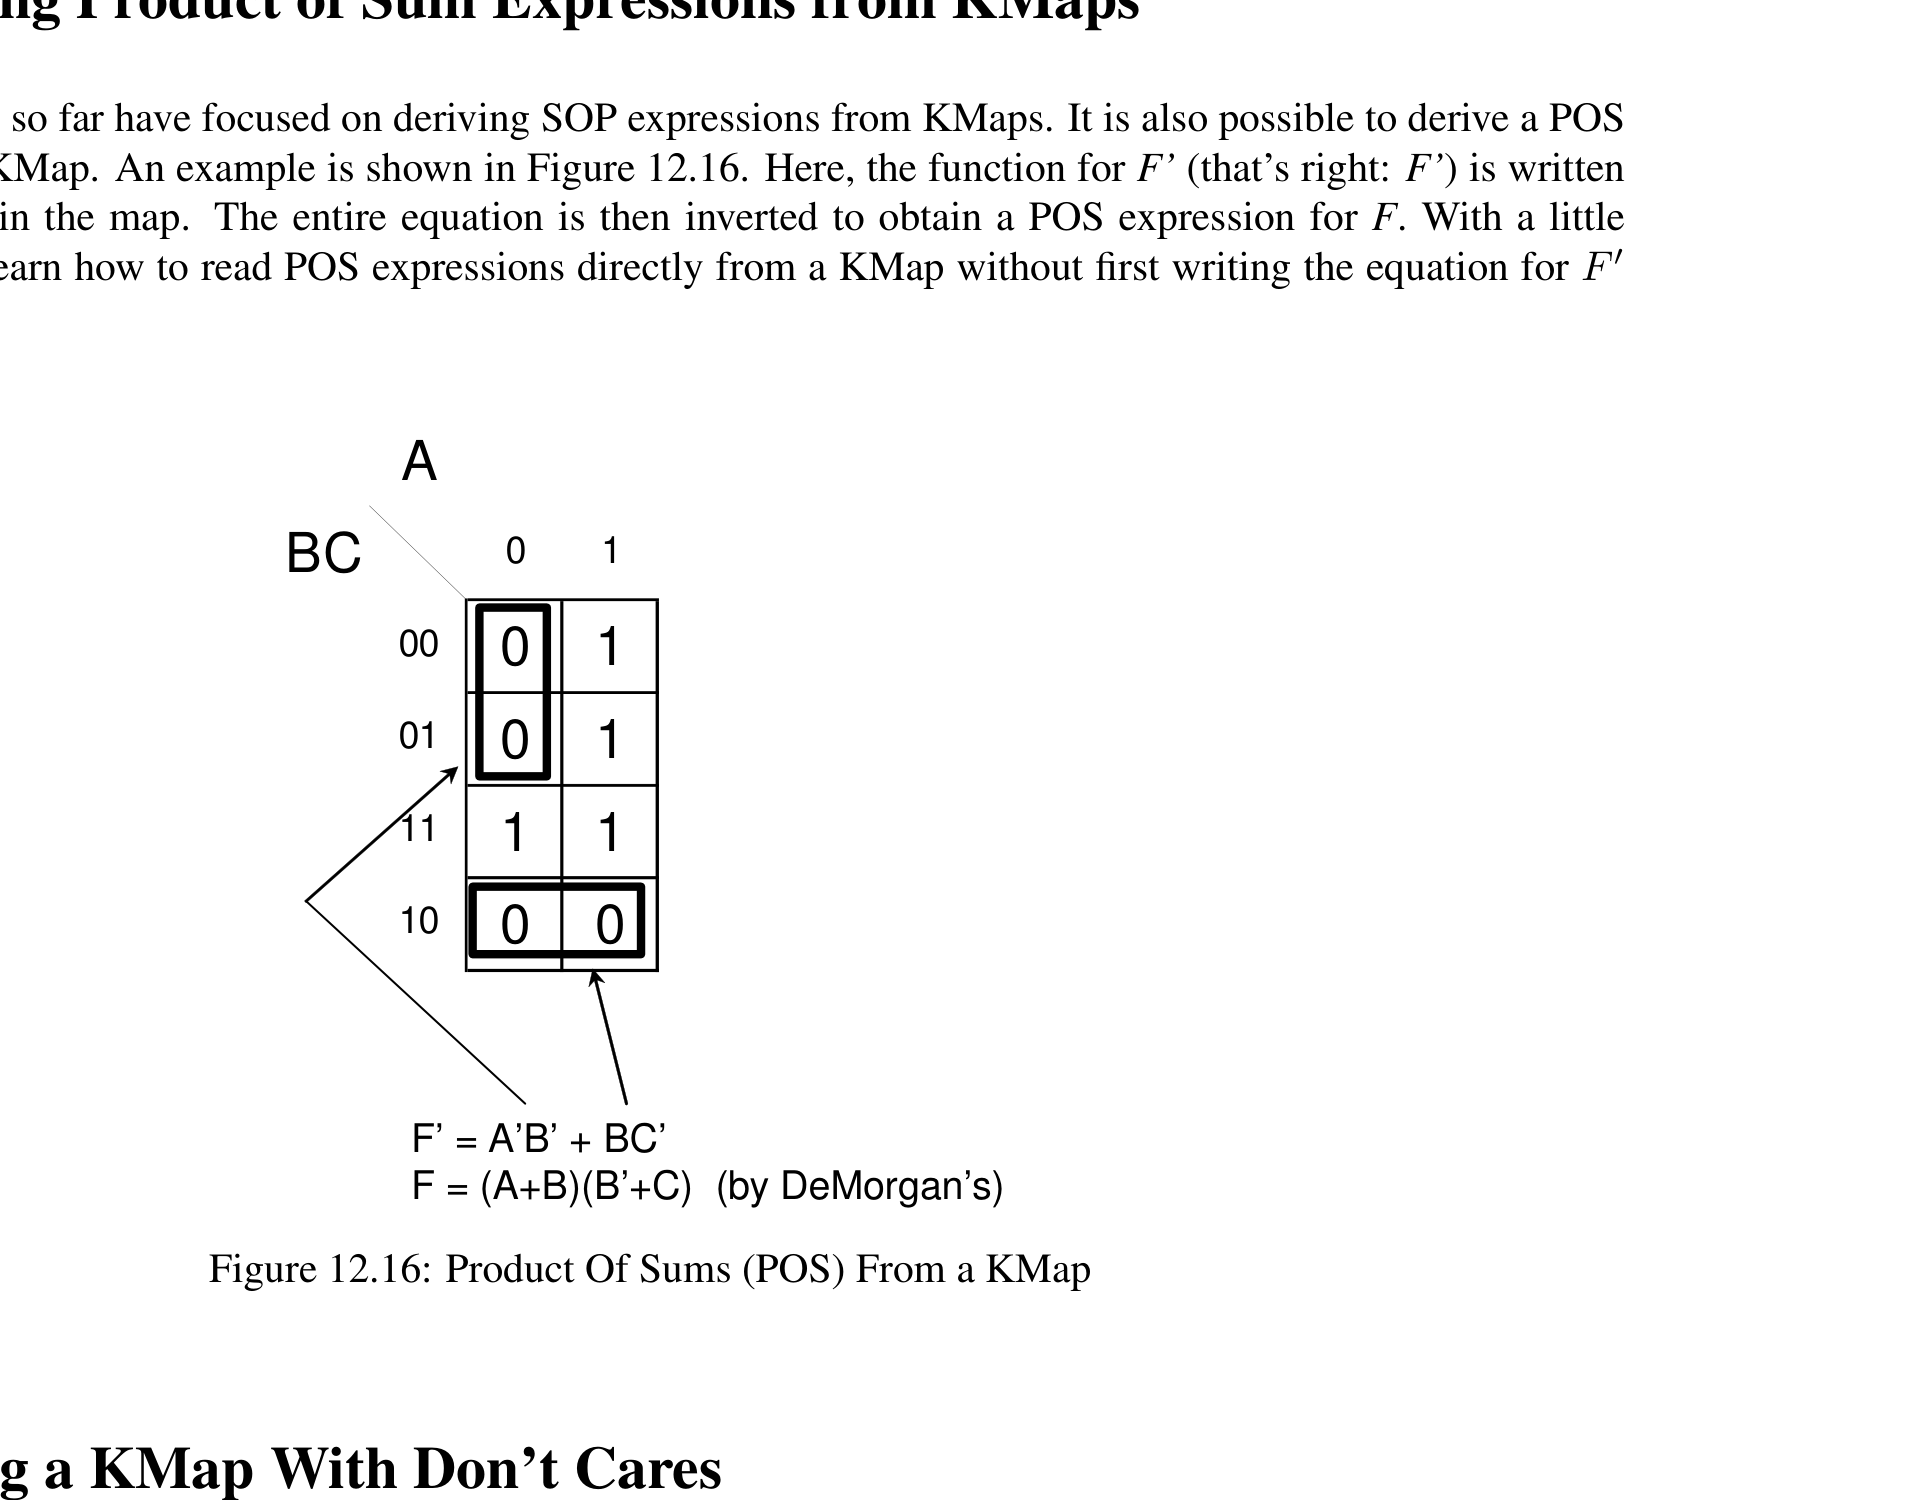 ng Product of Sum Expressions from KMaps
so far have focused on deriving SOP expressions from KMaps. It is also possible to derive a POS
KMap. An example is shown in Figure 12.16. Here, the function for F’ (that’s right: F’) is written
in the map. The entire equation is then inverted to obtain a POS expression for F. With a little
earn how to read POS expressions directly from a KMap without first writing the equation for F′
A
BC 0 1
00 0 1
01 0 1
11 1 1
10 0 0
F’ = A’B’ + BC’
F = (A+B)(B’+C) (by DeMorgan’s)
Figure 12.16: Product Of Sums (POS) From a KMap
g a KMap With Don’t Cares